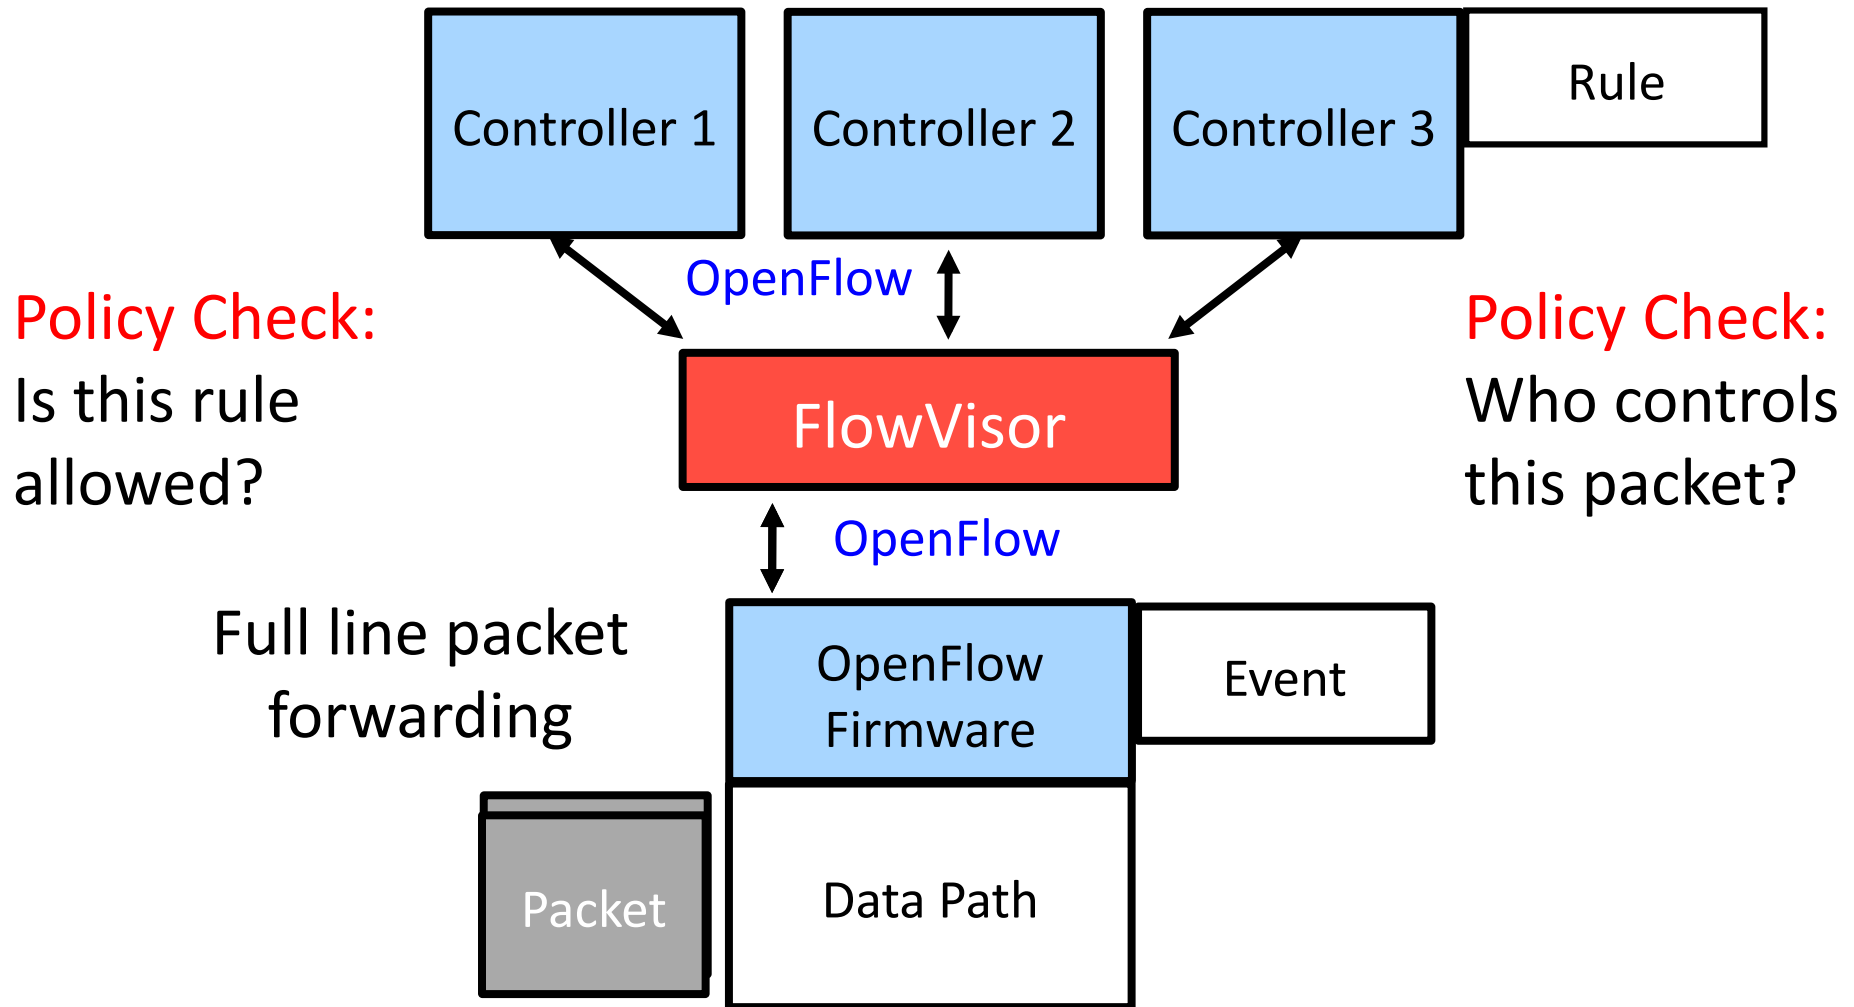 Controller 1
Controller 2
Controller 3
Rule
OpenFlow
Policy Check:
Is this rule
allowed?
FlowVisor
Policy Check:
Who controls
this packet?
OpenFlow
Full line packet
forwarding
OpenFlow
Firmware
Event
Packet
Data Path